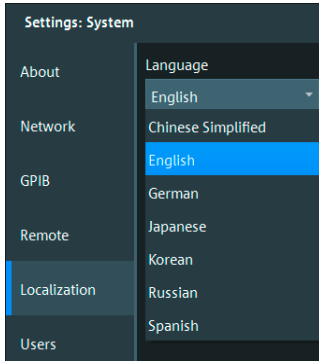 Settings: System
About
Network
GPIB
Remote
Localization
Users
Language
English
Chinese Simplified
English
German
Japanese
Korean
Russian
Spanish